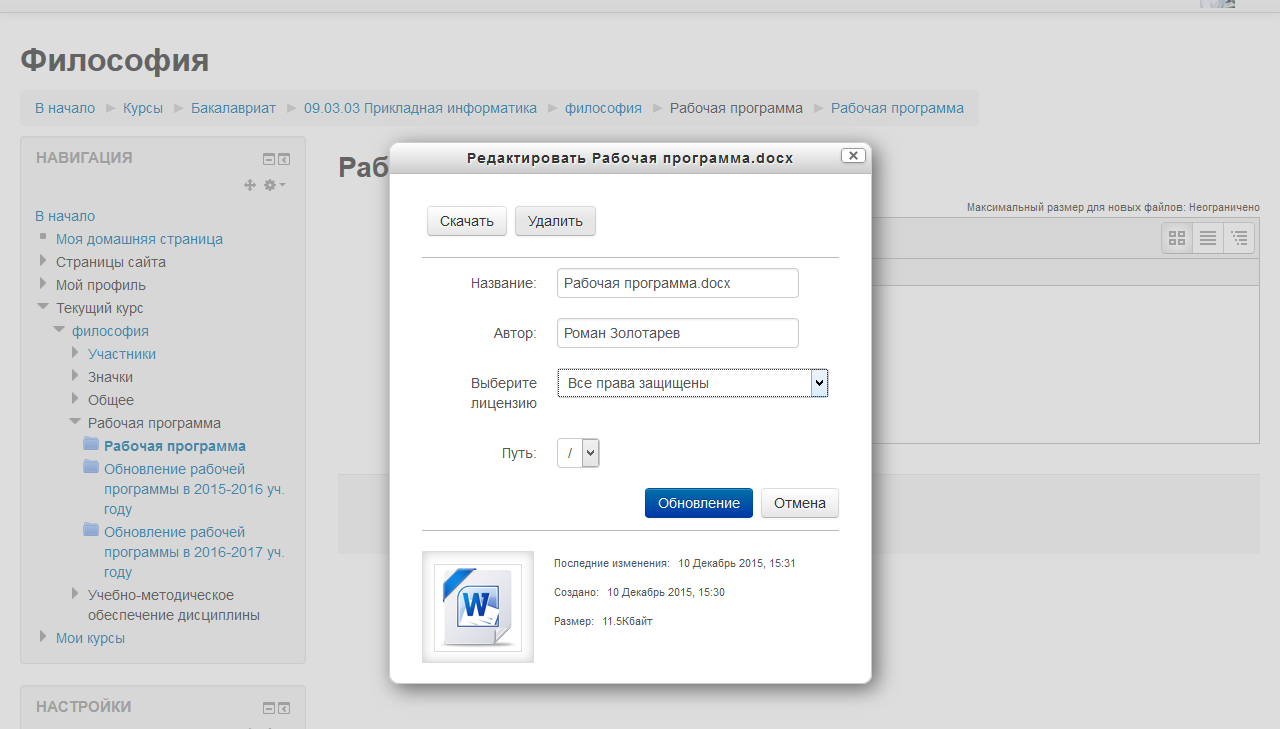 Философия
В начало ► Курсы ► Бакалавриат ► 09.03.03 Прикладная информатика ► философия ► Рабочая программа ► Рабочая программа
НАВИГАЦИЯ
В начало
Моя домашняя страница
Страницы сайта
Мой профиль
Текущий курс
философия
Участники
Значки
Общее
Рабочая программа
Рабочая программа
Обновление рабочей
программы в 2015-2016 уч.
году
Обновление рабочей
программы в 2016-2017 уч.
году
Учебно-методическое
обеспечение дисциплины
Мои курсы
НАСТРОЙКИ
Раб
Максимальный размер для новых файлов: Неограничено
Редактировать Рабочая программа.docx
Скачать Удалить
Название: Рабочая программа.docx
Автор: Роман Золотарев
Выберите
лицензию
Все права защищены
Путь: /
Обновление Отмена
W
Последние изменения: 10 Декабрь 2015, 15:31
Создано: 10 Декабрь 2015, 15:30
Размер: 11.5Кбайт